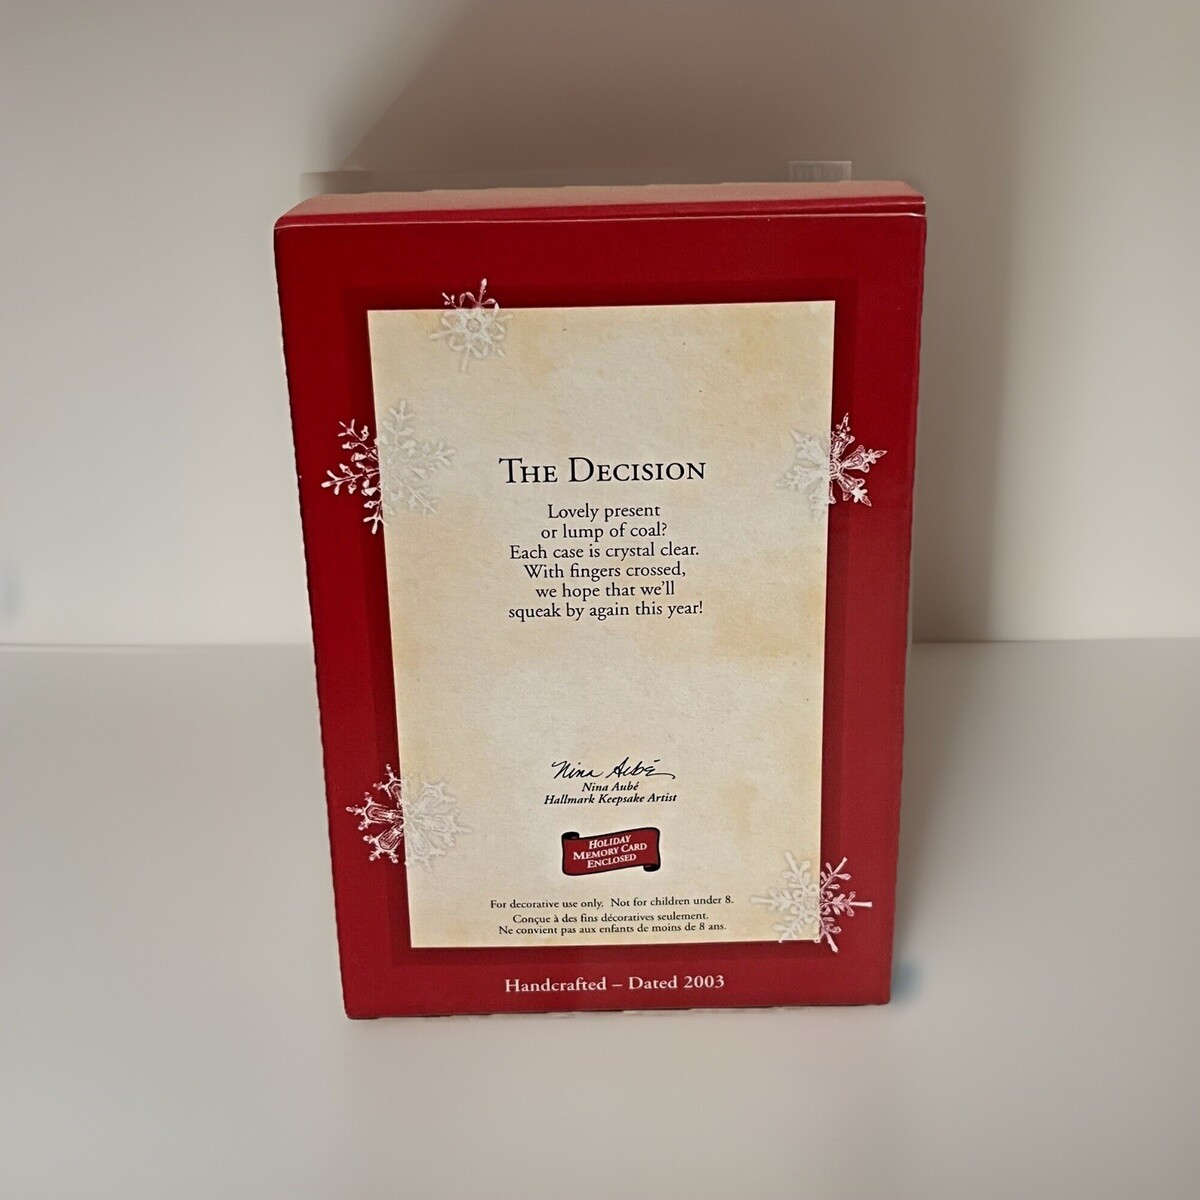 The Decision
Lovely present
or lump of coal?
Each case is crystal clear.
With fingers crossed,
we hope that we'll
squeak by again this year!
Nina Aubé
Nina Aubé
Hallmark Keepsake Artist
Holiday
Memory Card
Enclosed
For decorative use only. Not for children under 8.
Conçue à des fins décoratives seulement.
Ne convient pas aux enfants de moins de 8 ans.
Handcrafted – Dated 2003